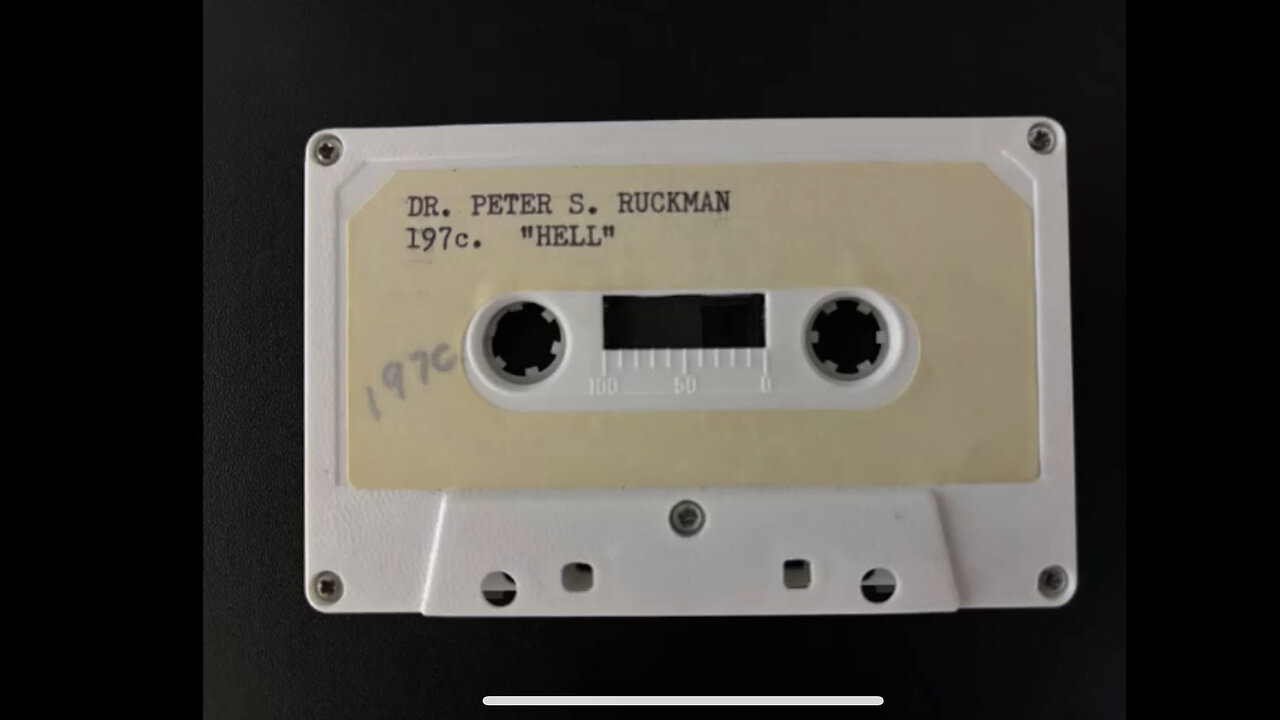 DR. PETER S. RUCKMAN
197c. "HELL"
197C
100 50 0